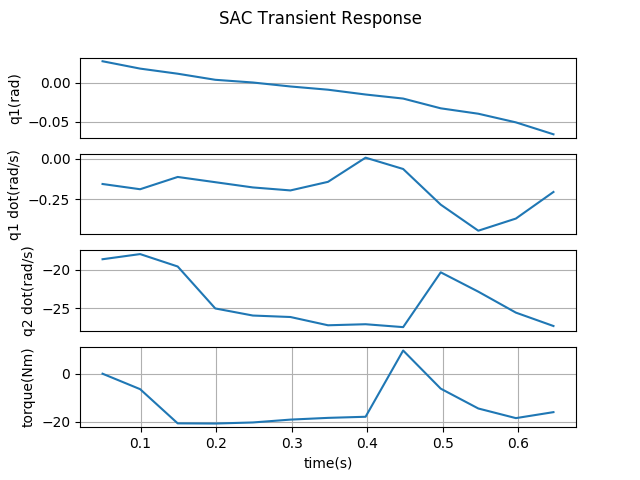 SAC Transient Response
0.00
−0.05
q1(rad)
0.00
−0.25
q1 dot(rad/s)
−20
−25
q2 dot(rad/s)
0
−20
torque(Nm)
0.1 0.2 0.3 0.4 0.5 0.6
time(s)